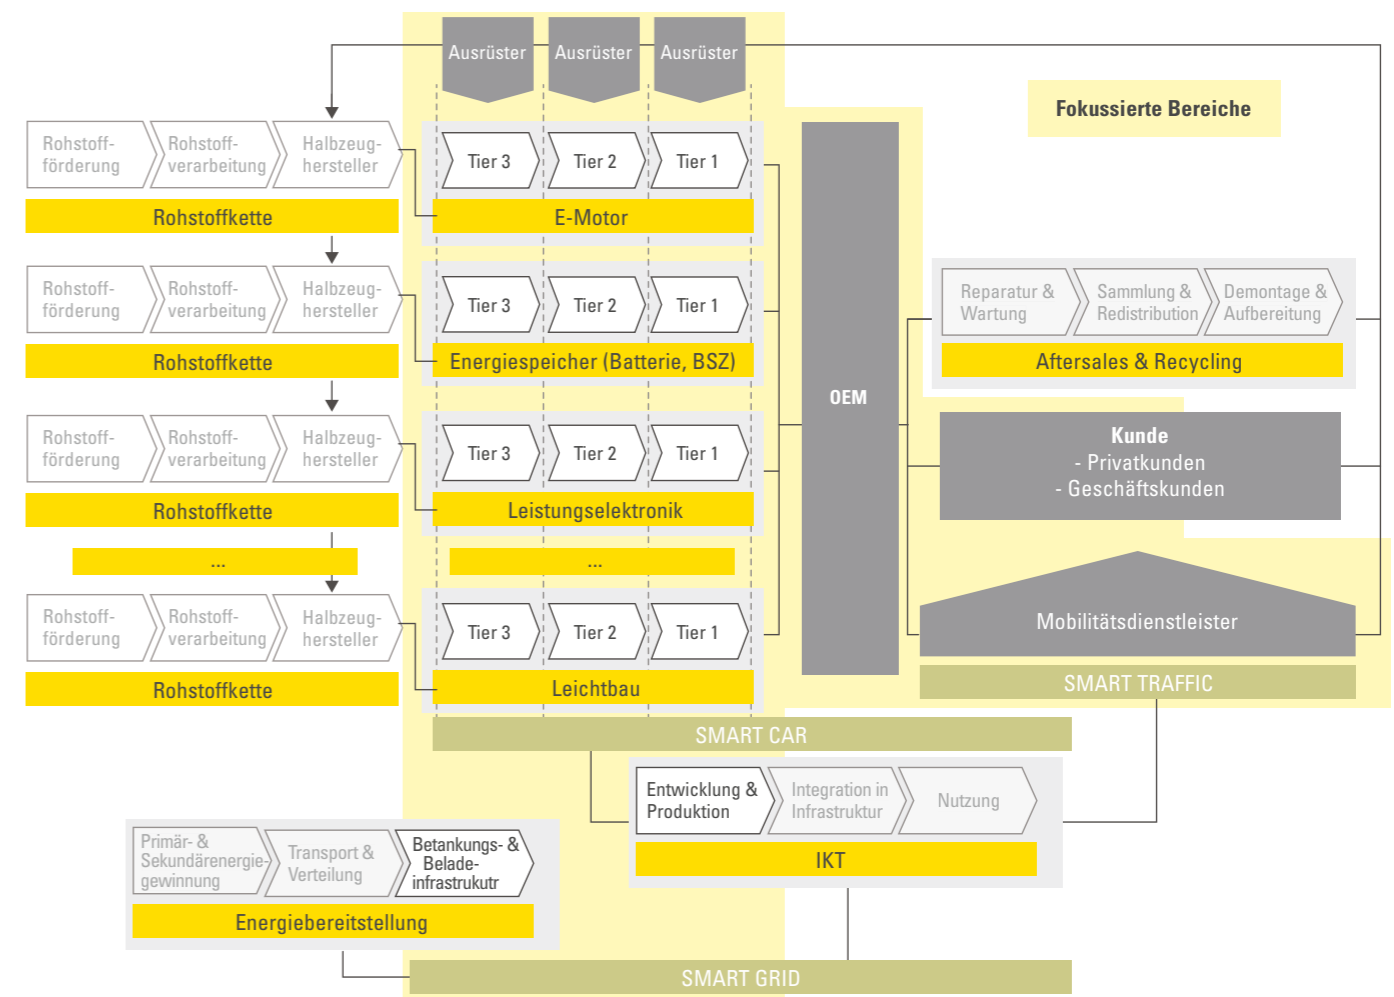 Ausrüster
Ausrüster
Ausrüster
Fokussierte Bereiche
Rohstoff-
förderung
Rohstoff-
verarbeitung
Halbzeug-
hersteller
Rohstoffkette
Tier 3
Tier 2
Tier 1
E-Motor
Rohstoff-
förderung
Rohstoff-
verarbeitung
Halbzeug-
hersteller
Rohstoffkette
Tier 3
Tier 2
Tier 1
Energiespeicher (Batterie, BSZ)
Rohstoff-
förderung
Rohstoff-
verarbeitung
Halbzeug-
hersteller
Rohstoffkette
Tier 3
Tier 2
Tier 1
Leistungselektronik
...
...
Rohstoff-
förderung
Rohstoff-
verarbeitung
Halbzeug-
hersteller
Rohstoffkette
Tier 3
Tier 2
Tier 1
Leichtbau
OEM
Reparatur &
Wartung
Sammlung &
Redistribution
Demontage &
Aufbereitung
Aftersales & Recycling
Kunde
- Privatkunden
- Geschäftskunden
Mobilitätsdienstleister
SMART TRAFFIC
SMART CAR
Entwicklung &
Produktion
Integration in
Infrastruktur
Nutzung
IKT
Primär- &
Sekundärenergie-
gewinnung
Transport &
Verteilung
Betankungs- &
Belade-
infrastrukutr
Energiebereitstellung
SMART GRID